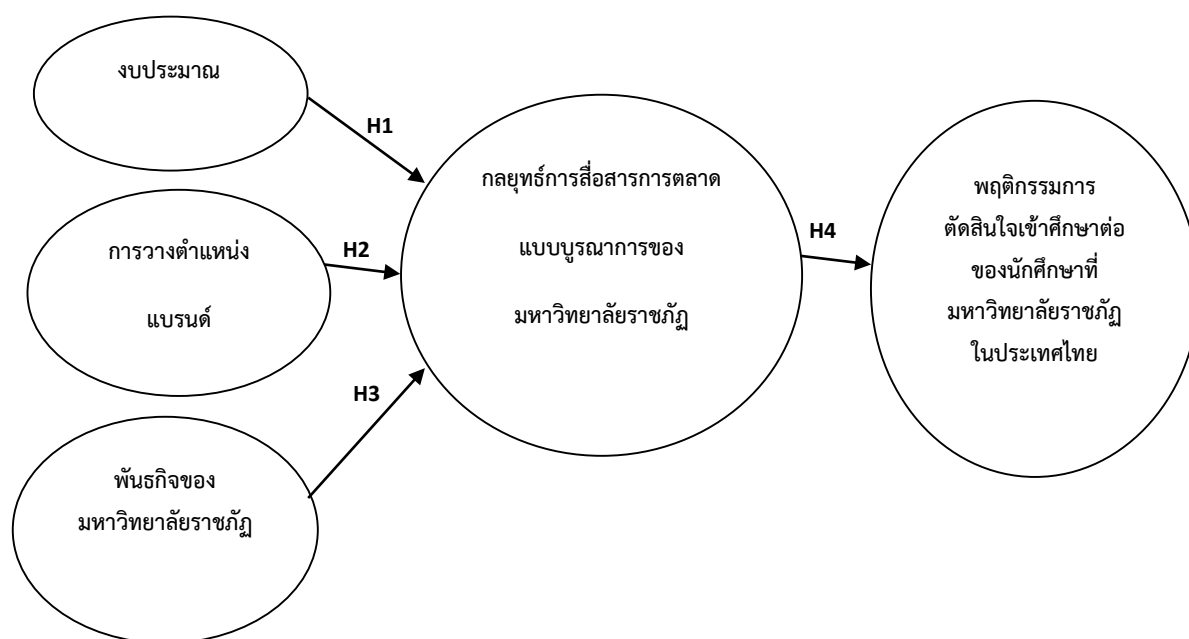 งบประมาณ
H1
การวางตำแหน่ง
แบรนด์
H2
พันธกิจของ
มหาวิทยาลัยราชภัฏ
H3
กลยุทธ์การสื่อสารการตลาด
แบบบูรณาการของ
มหาวิทยาลัยราชภัฏ
H4
พฤติกรรมการ
ตัดสินใจเข้าศึกษาต่อ
ของนักศึกษาที่
มหาวิทยาลัยราชภัฏ
ในประเทศไทย